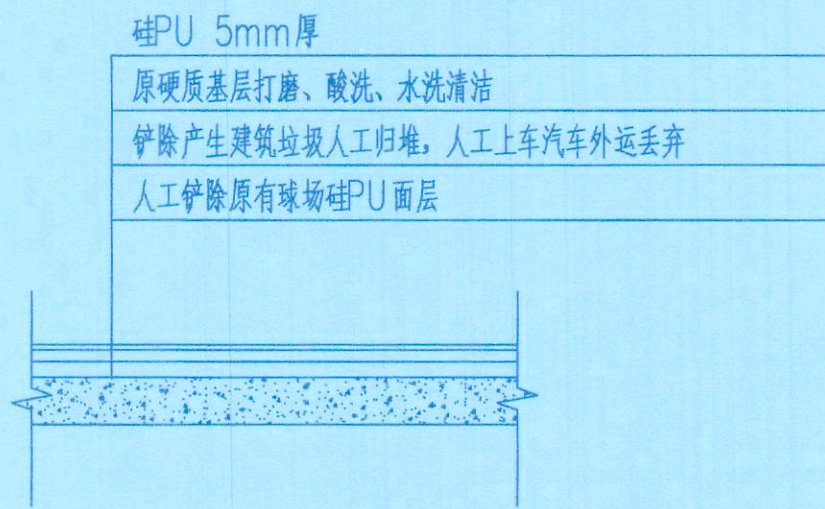 硅PU 5mm厚
原硬质基层打磨、酸洗、水洗清洁
铲除产生建筑垃圾人工归堆，人工上车汽车外运丢弃
人工铲除原有球场硅PU面层